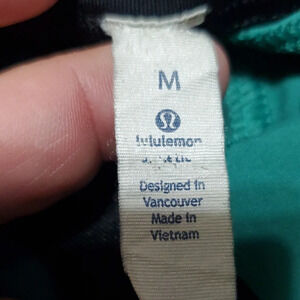 M
lululemon
Designed in
Vancouver
Made in
Vietnam